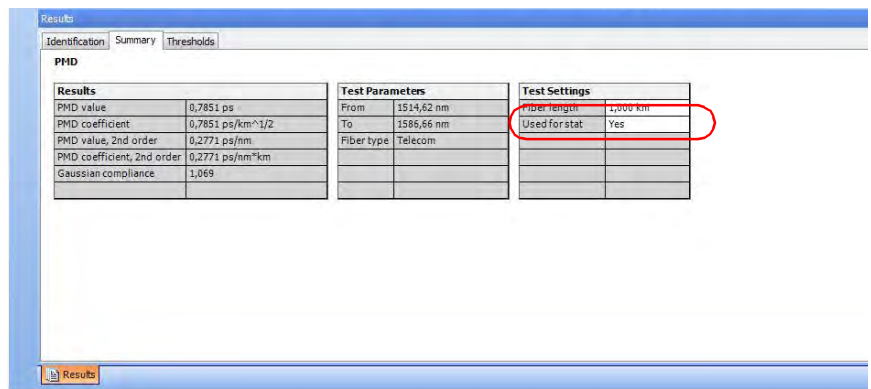 Results
Identification Summary Thresholds
PMD
Results
PMD value 0,7851 ps
PMD coefficient 0,7851 ps/km^1/2
PMD value, 2nd order 0,2771 ps/nm
PMD coefficient, 2nd order 0,2771 ps/nm*km
Gaussian compliance 1,069
Test Parameters
From 1514,62 nm
To 1586,66 nm
Fiber type Telecom
Test Settings
Fiber length 1,000 km
Used for stat Yes
Results